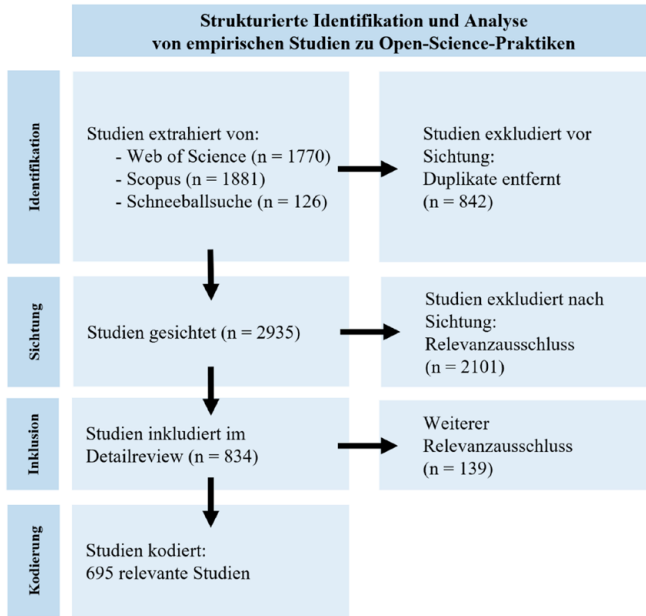 Strukturierte Identifikation und Analyse
von empirischen Studien zu Open-Science-Praktiken
Identifikation
Studien extrahiert von:
- Web of Science (n = 1770)
- Scopus (n = 1881)
- Schneeballsuche (n = 126)
Studien exkludiert vor
Sichtung:
Duplikate entfernt
(n = 842)
Sichtung
Studien gesichtet (n = 2935)
Studien exkludiert nach
Sichtung:
Relevanzausschluss
(n = 2101)
Inklusion
Studien inkludiert im
Detailreview (n = 834)
Weiterer
Relevanzausschluss
(n = 139)
Kodierung
Studien kodiert:
695 relevante Studien